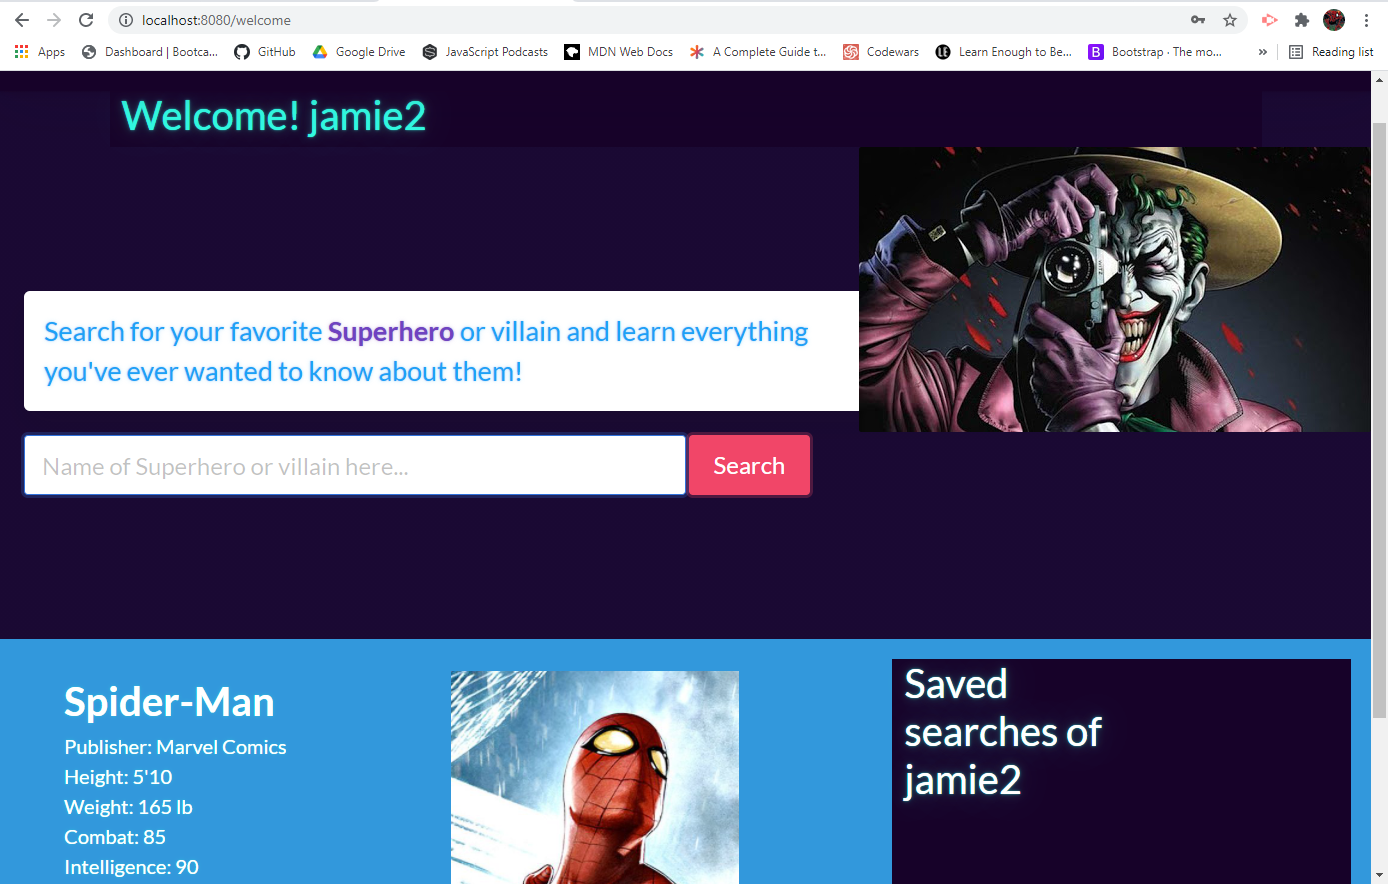 localhost:8080/welcome
Apps
Dashboard | Bootca...
GitHub
Google Drive
JavaScript Podcasts
MDN Web Docs
A Complete Guide t...
Codewars
LE
Learn Enough to Be...
B
Bootstrap · The mo...
»
Reading list
Welcome! jamie2
Search for your favorite Superhero or villain and learn everything
you've ever wanted to know about them!
Name of Superhero or villain here...
Search
Spider-Man
Publisher: Marvel Comics
Height: 5'10
Weight: 165 lb
Combat: 85
Intelligence: 90
Saved
searches of
jamie2